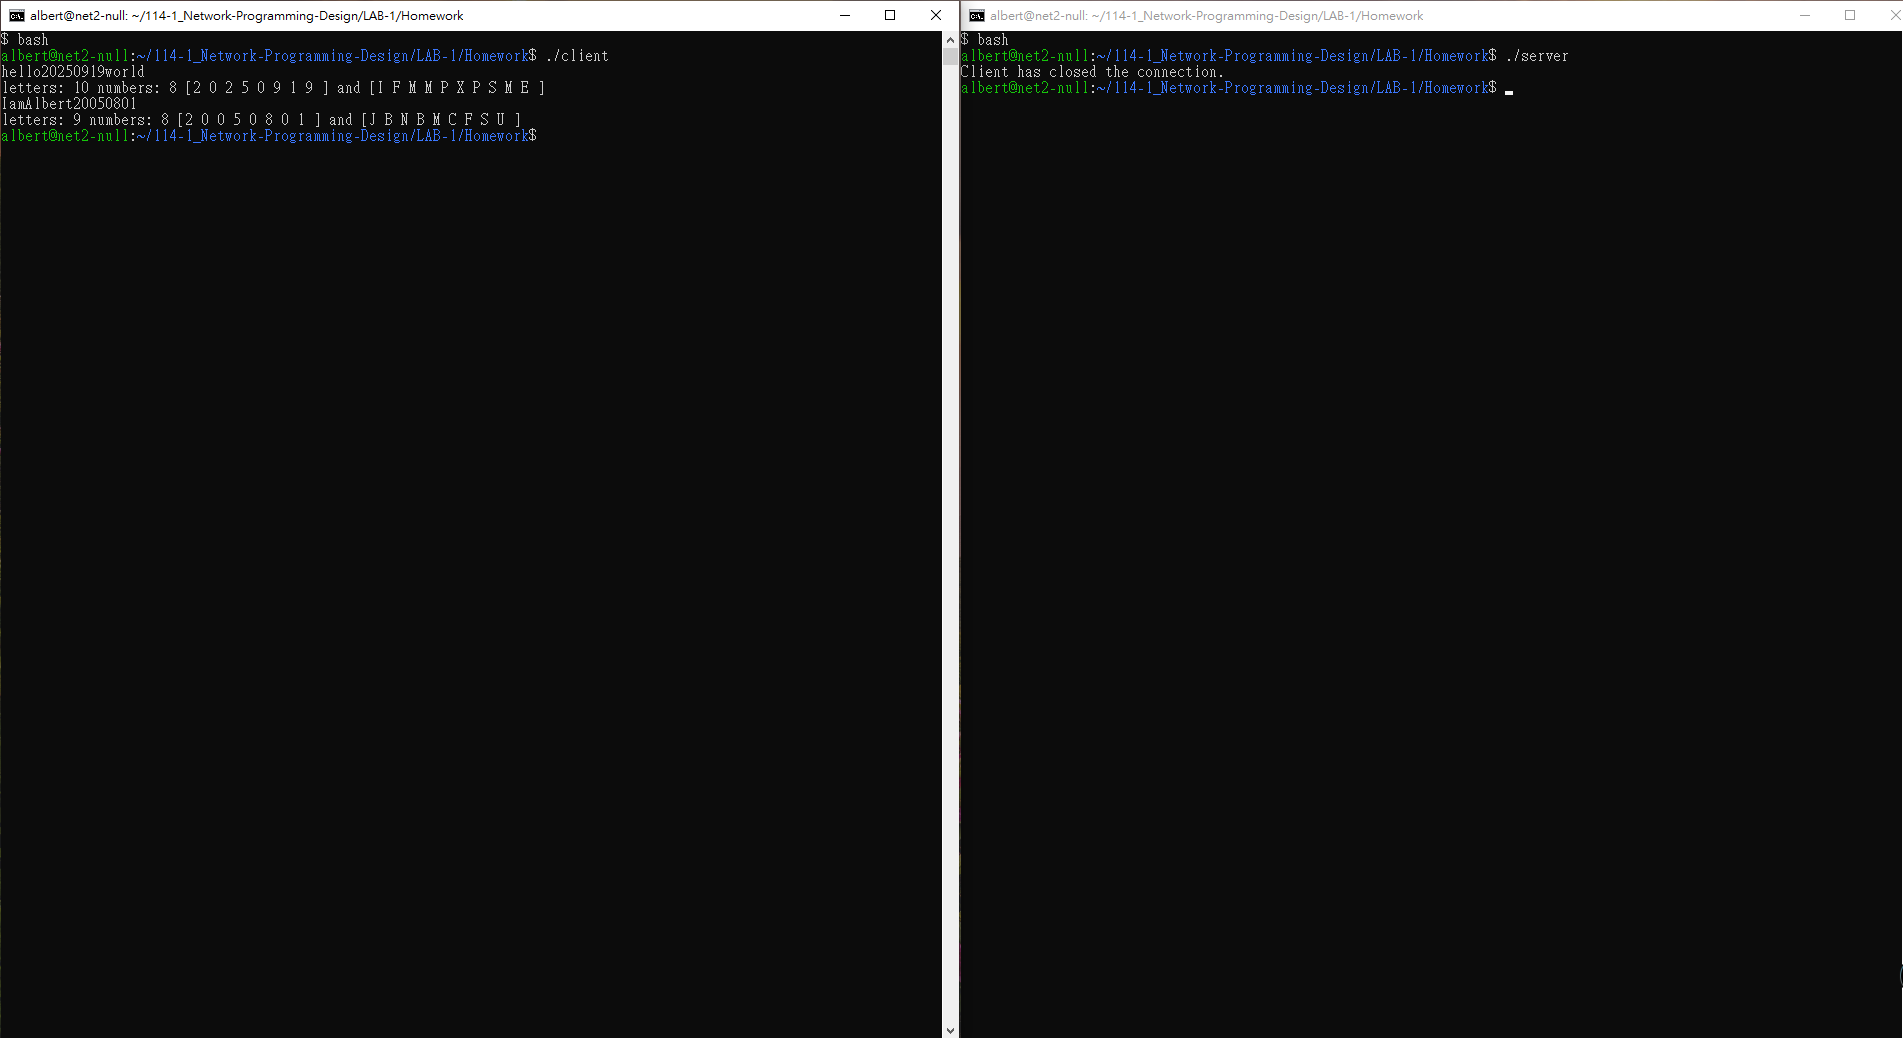 albert@net2-null: ~/114-1_Network-Programming-Design/LAB-1/Homework
$ bash
albert@net2-null:~/114-1_Network-Programming-Design/LAB-1/Homework$ ./client
hello20250919world
letters: 10 numbers: 8 [2 0 2 5 0 9 1 9 ] and [I F M M P X P S M E ]
IamAlbert20050801
letters: 9 numbers: 8 [2 0 0 5 0 8 0 1 ] and [J B N B M C F S U ]
albert@net2-null:~/114-1_Network-Programming-Design/LAB-1/Homework$
albert@net2-null: ~/114-1_Network-Programming-Design/LAB-1/Homework
$ bash
albert@net2-null:~/114-1_Network-Programming-Design/LAB-1/Homework$ ./server
Client has closed the connection.
albert@net2-null:~/114-1_Network-Programming-Design/LAB-1/Homework$